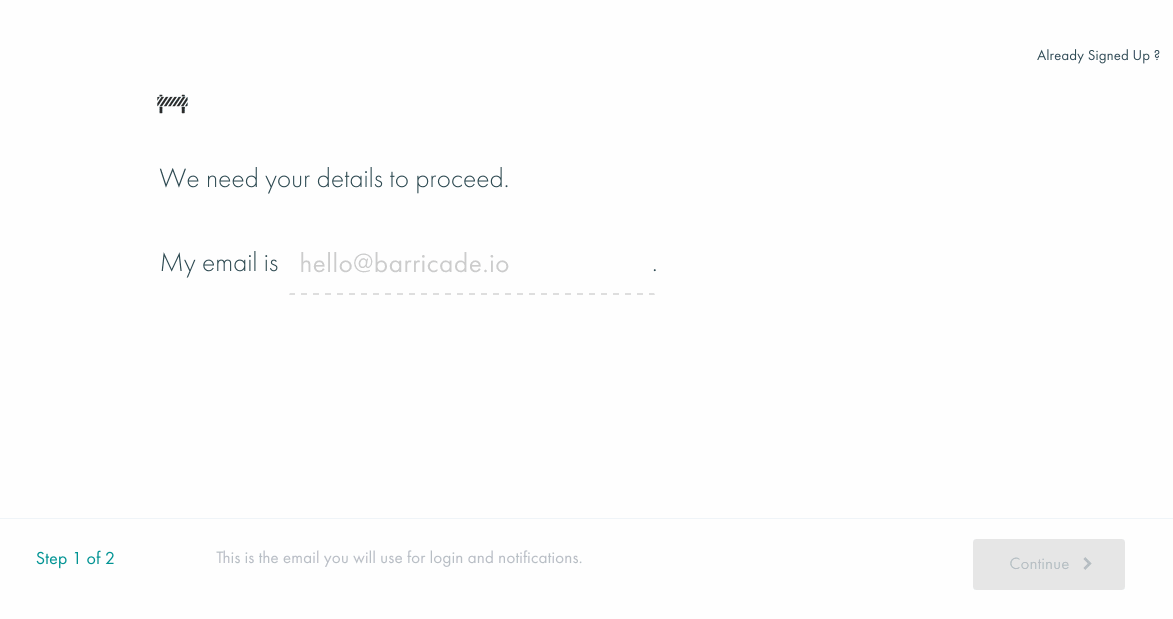 Already Signed Up ?
We need your details to proceed.
My email is hello@barricade.io .
Step 1 of 2
This is the email you will use for login and notifications.
Continue